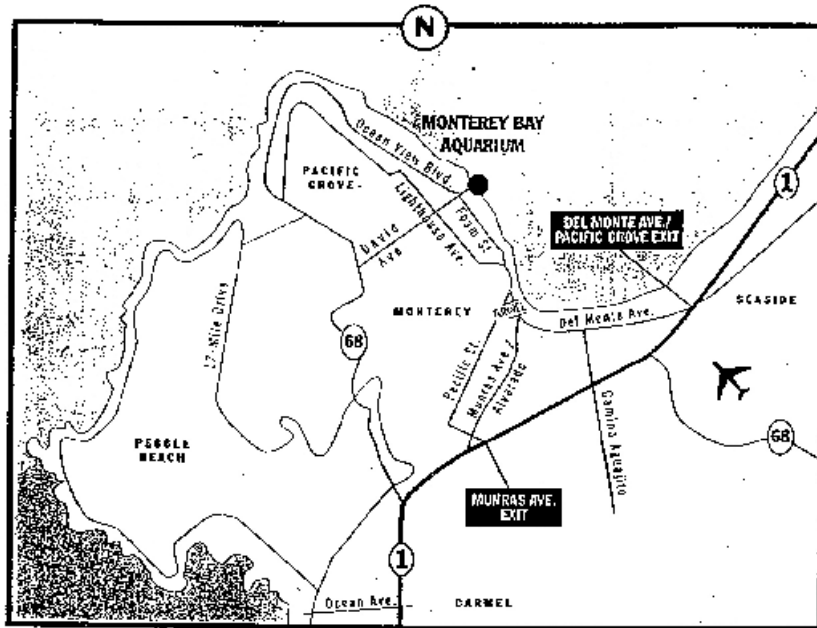 N
MONTEREY BAY
AQUARIUM
Ocean View Blvd.
PACIFIC
GROVE
1
Lighthouse Ave.
Foam St.
David
Ave
DEL MONTE AVE./
PACIFIC GROVE EXIT
SEASIDE
17-Mile Drive
MONTEREY
TUNNEL
Del Monte Ave.
68
Pacific St.
Munras Ave /
Alvarado
Camino Aguajito
PEBBLE
BEACH
68
MUNRAS AVE.
EXIT
1
Ocean Ave.
CARMEL